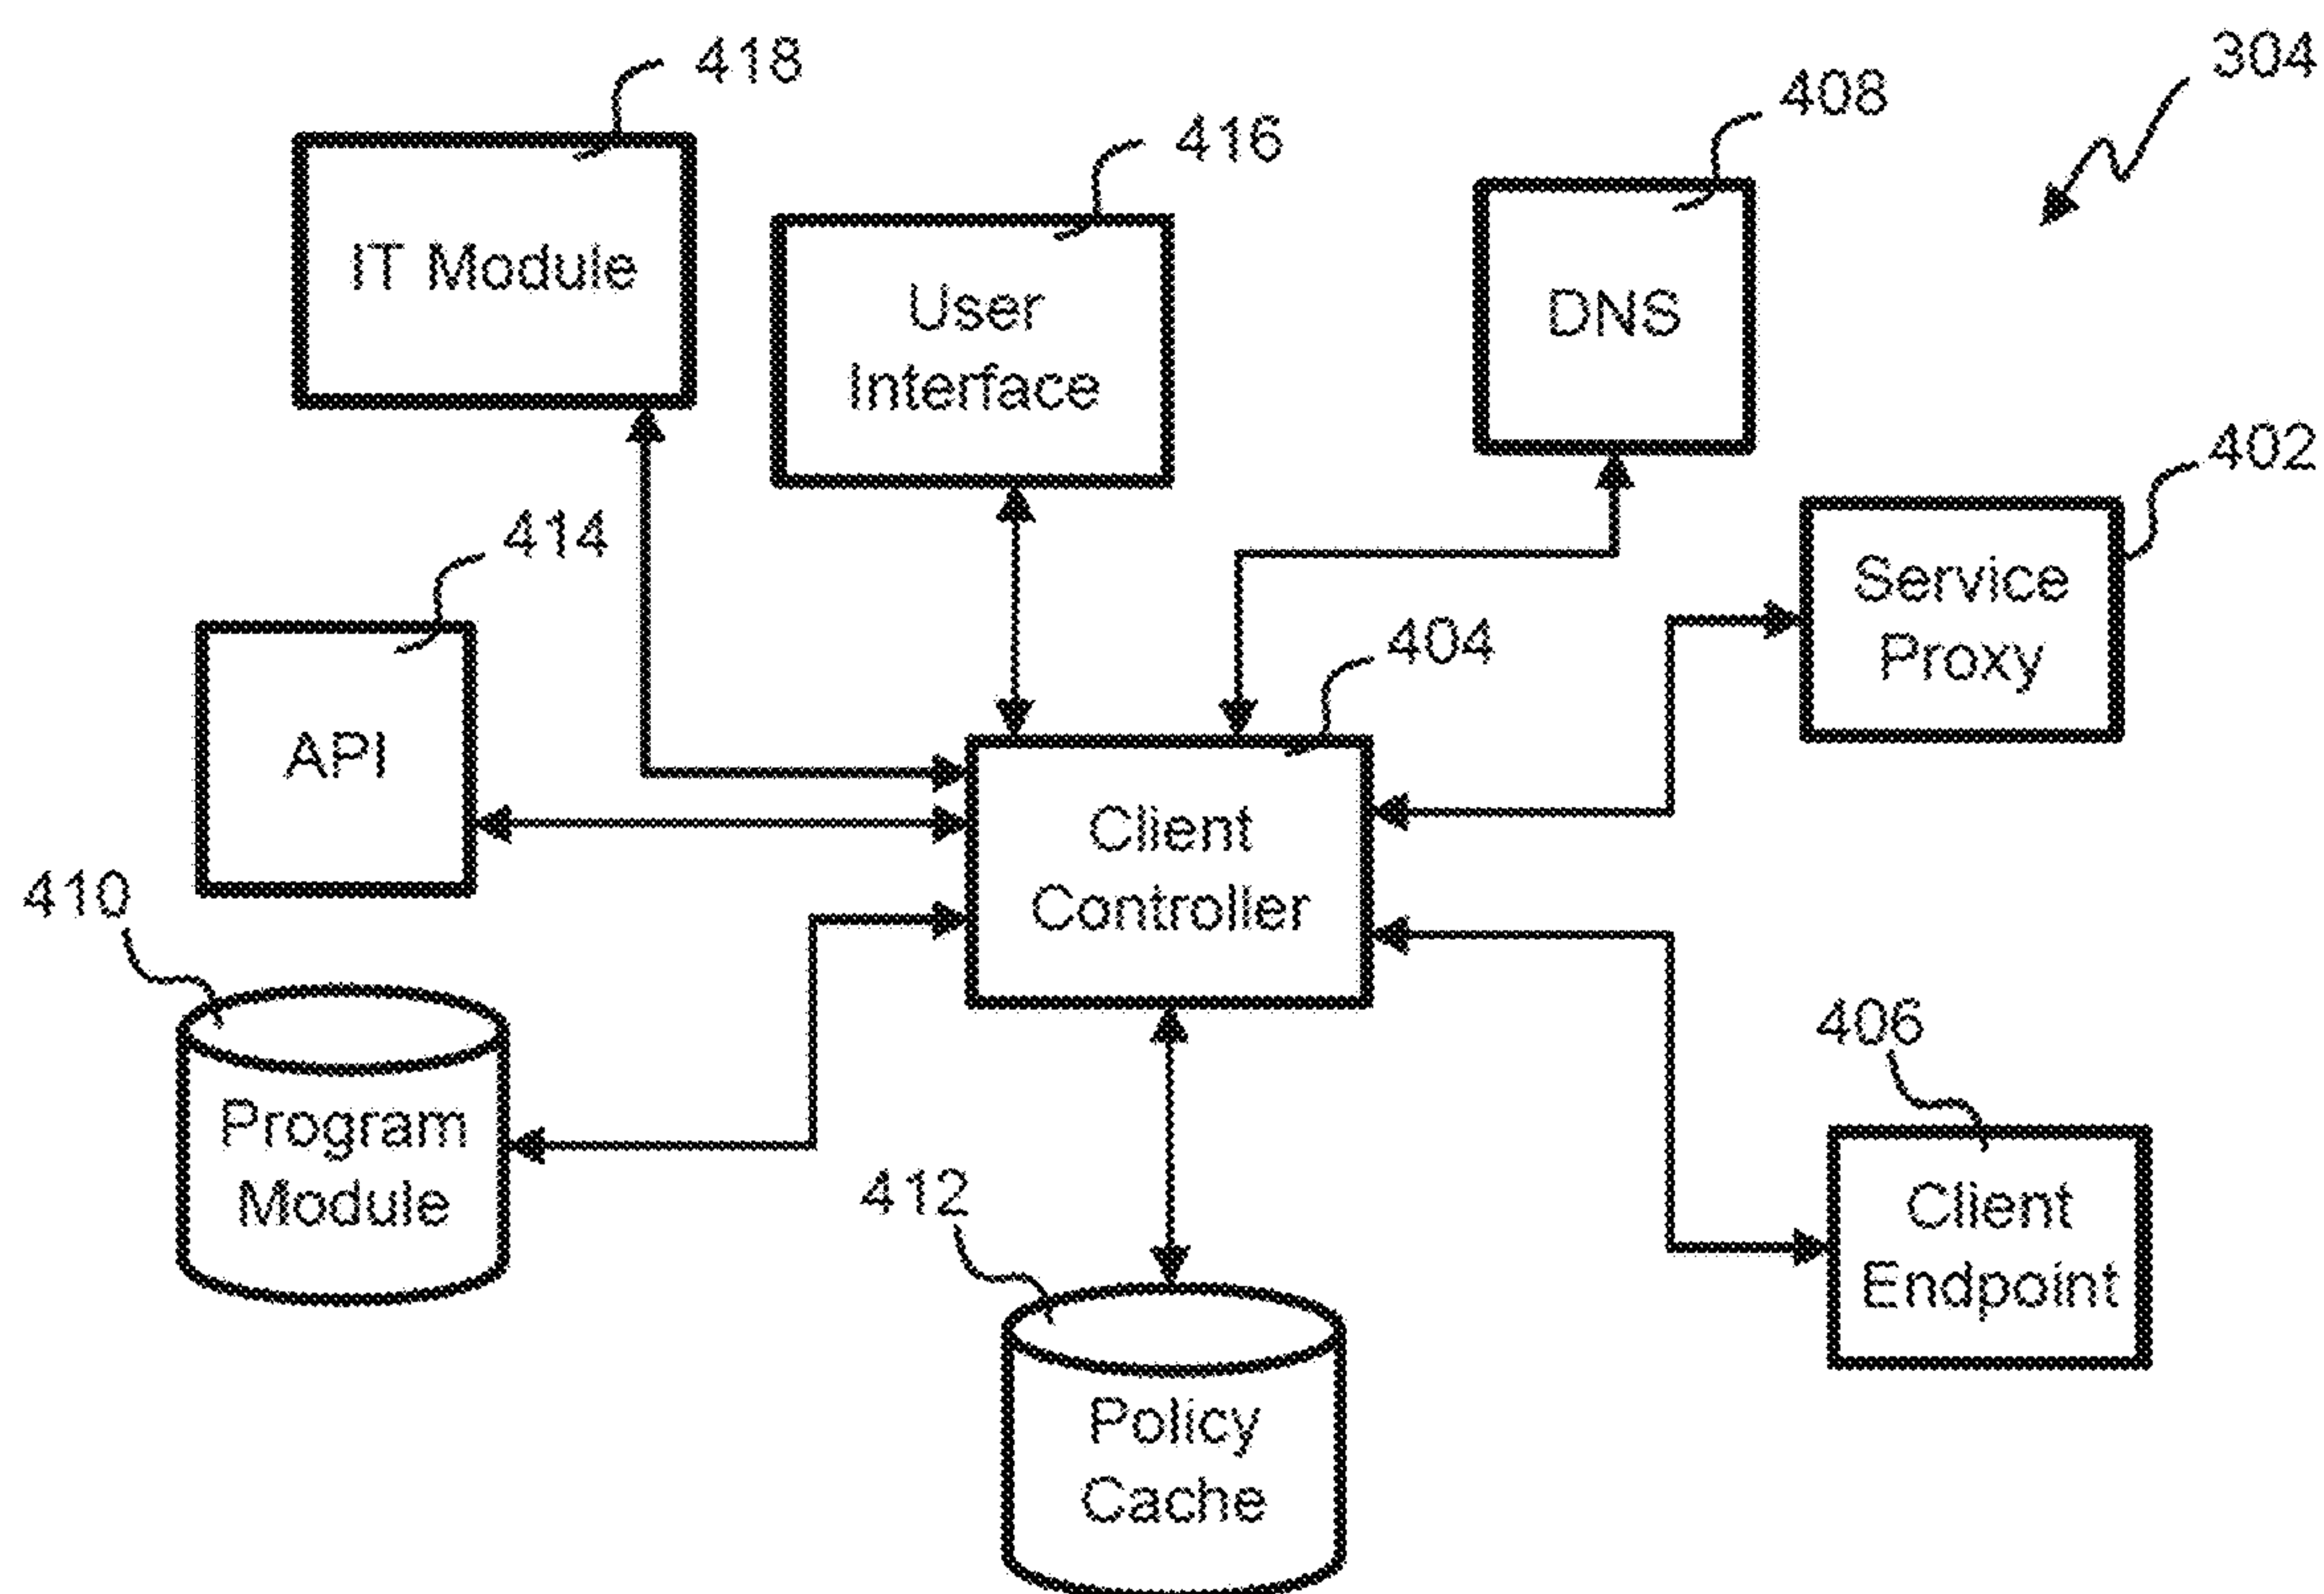 304
418
408
416
IT Module
User
Interface
DNS
402
414
Service
Proxy
404
API
Client
Controller
410
406
Program
Module
412
Client
Endpoint
Policy
Cache